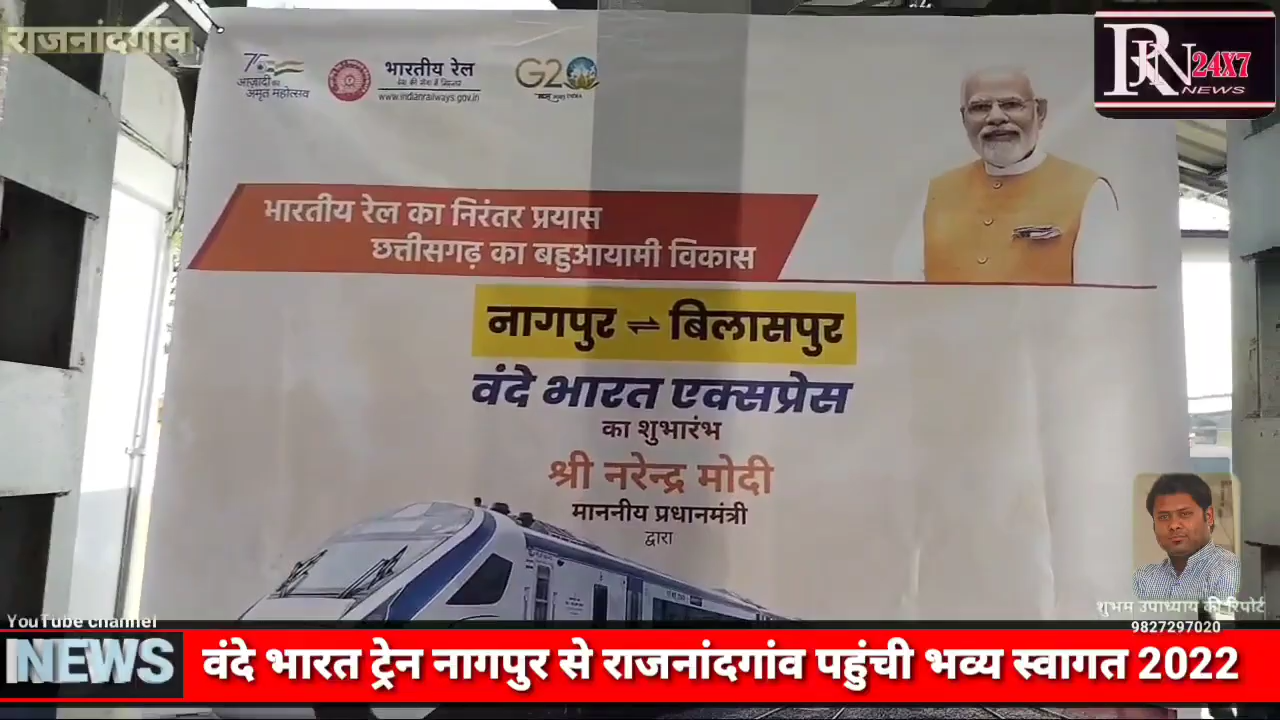 राजनांदगांव
RJN
24X7
NEWS
75
आज़ादी का
अमृत महोत्सव
भारतीय रेल
www.indianrailways.gov.in
G20
भारतीय रेल का निरंतर प्रयास
छत्तीसगढ़ का बहुआयामी विकास
नागपुर ⇌ बिलासपुर
वंदे भारत एक्सप्रेस
का शुभारंभ
श्री नरेन्द्र मोदी
माननीय प्रधानमंत्री
द्वारा
शुभम उपाध्याय की रिपोर्ट
9827297020
YouTube channel
NEWS
वंदे भारत ट्रेन नागपुर से राजनांदगांव पहुंची भव्य स्वागत 2022